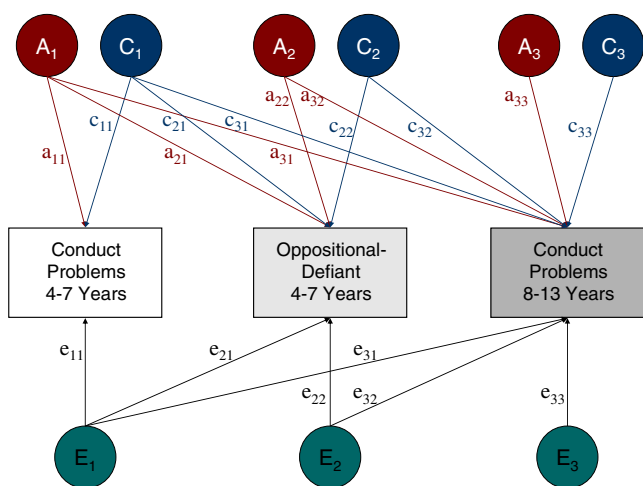 A1 C1 A2 C2 A3 C3
a22 a32 a33
c11 c21 c31 c22 c32 c33
a11 a21 a31
Conduct
Problems
4-7 Years
Oppositional-
Defiant
4-7 Years
Conduct
Problems
8-13 Years
e11 e21 e31
e22 e32 e33
E1 E2 E3